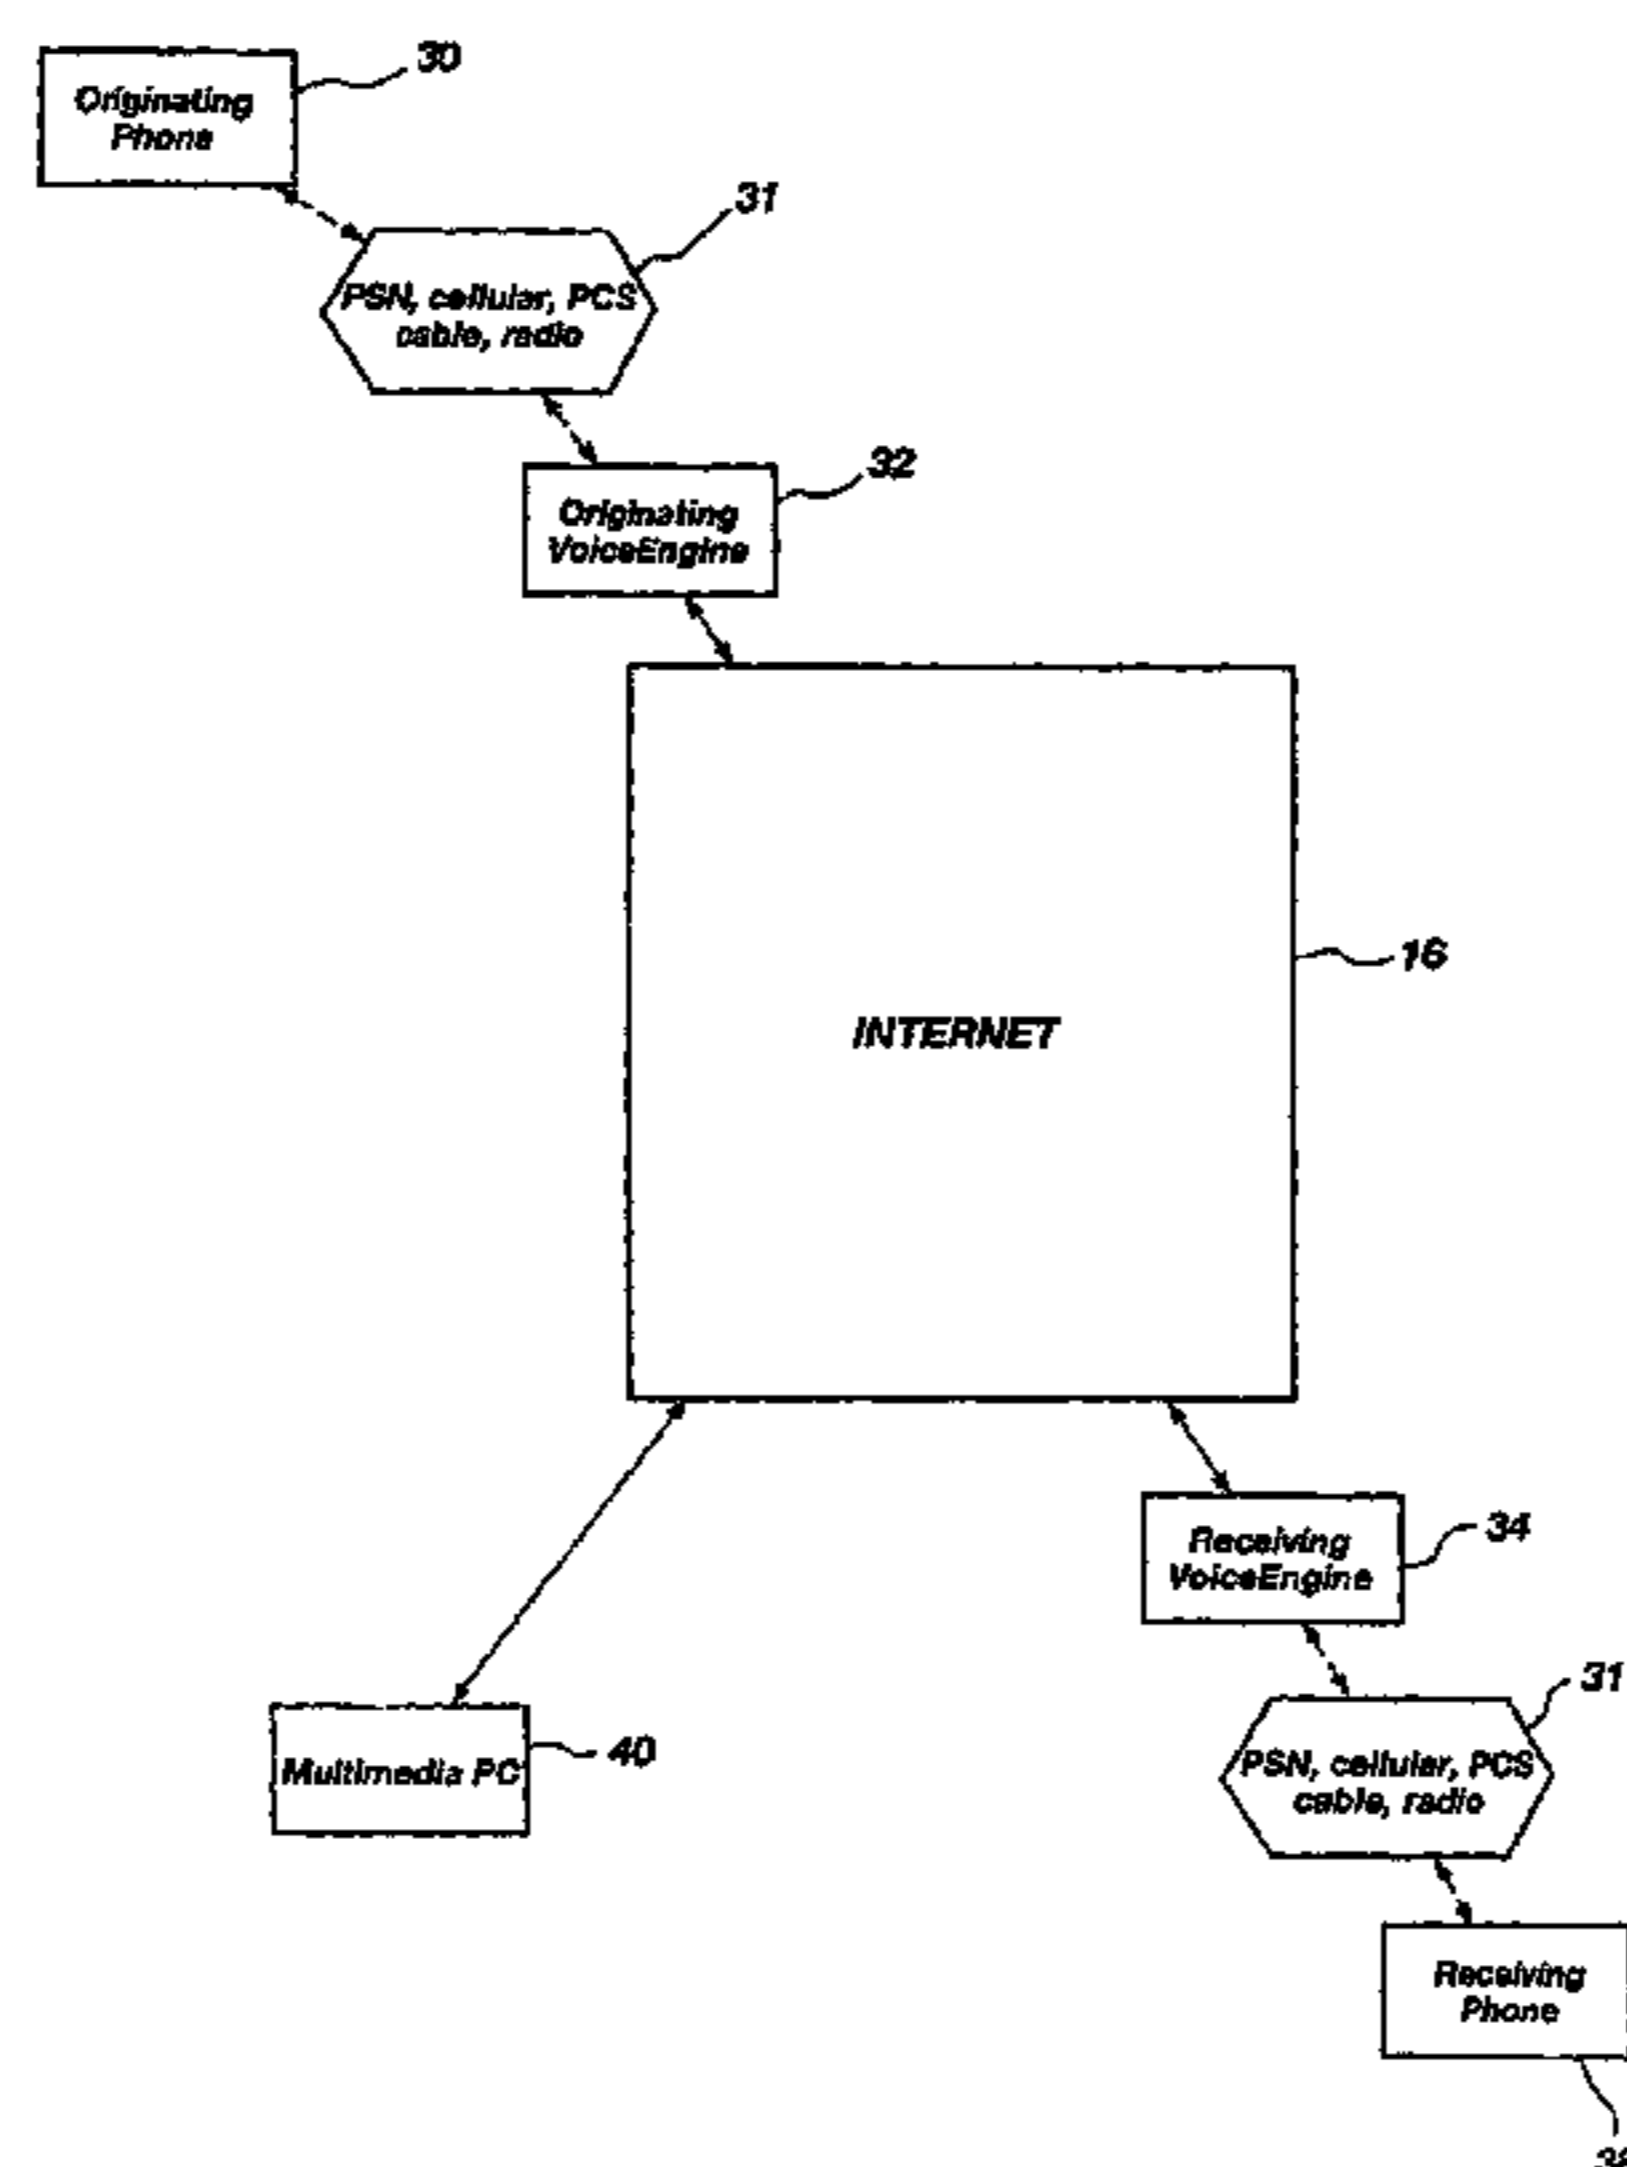 30
Originating
Phone
31
PSN, cellular, PCS
cable, radio
32
Originating
VoiceEngine
16
INTERNET
34
Receiving
VoiceEngine
31
40
Multimedia PC
PSN, cellular, PCS
cable, radio
Receiving
Phone